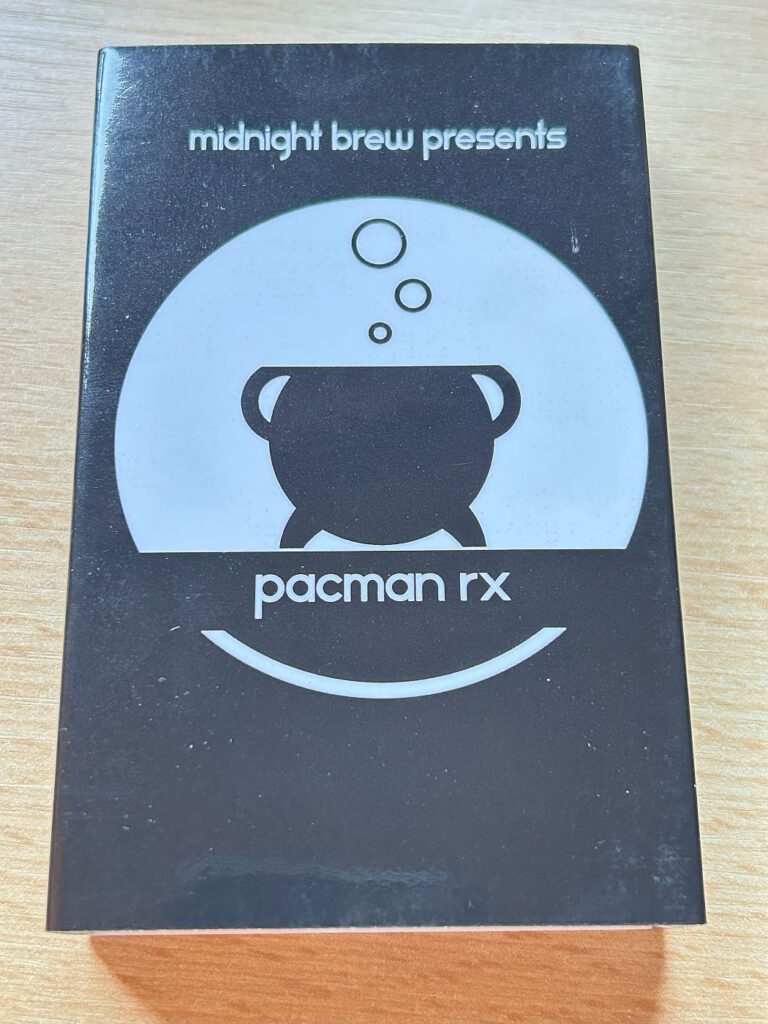 midnight brew presents
pacman rx